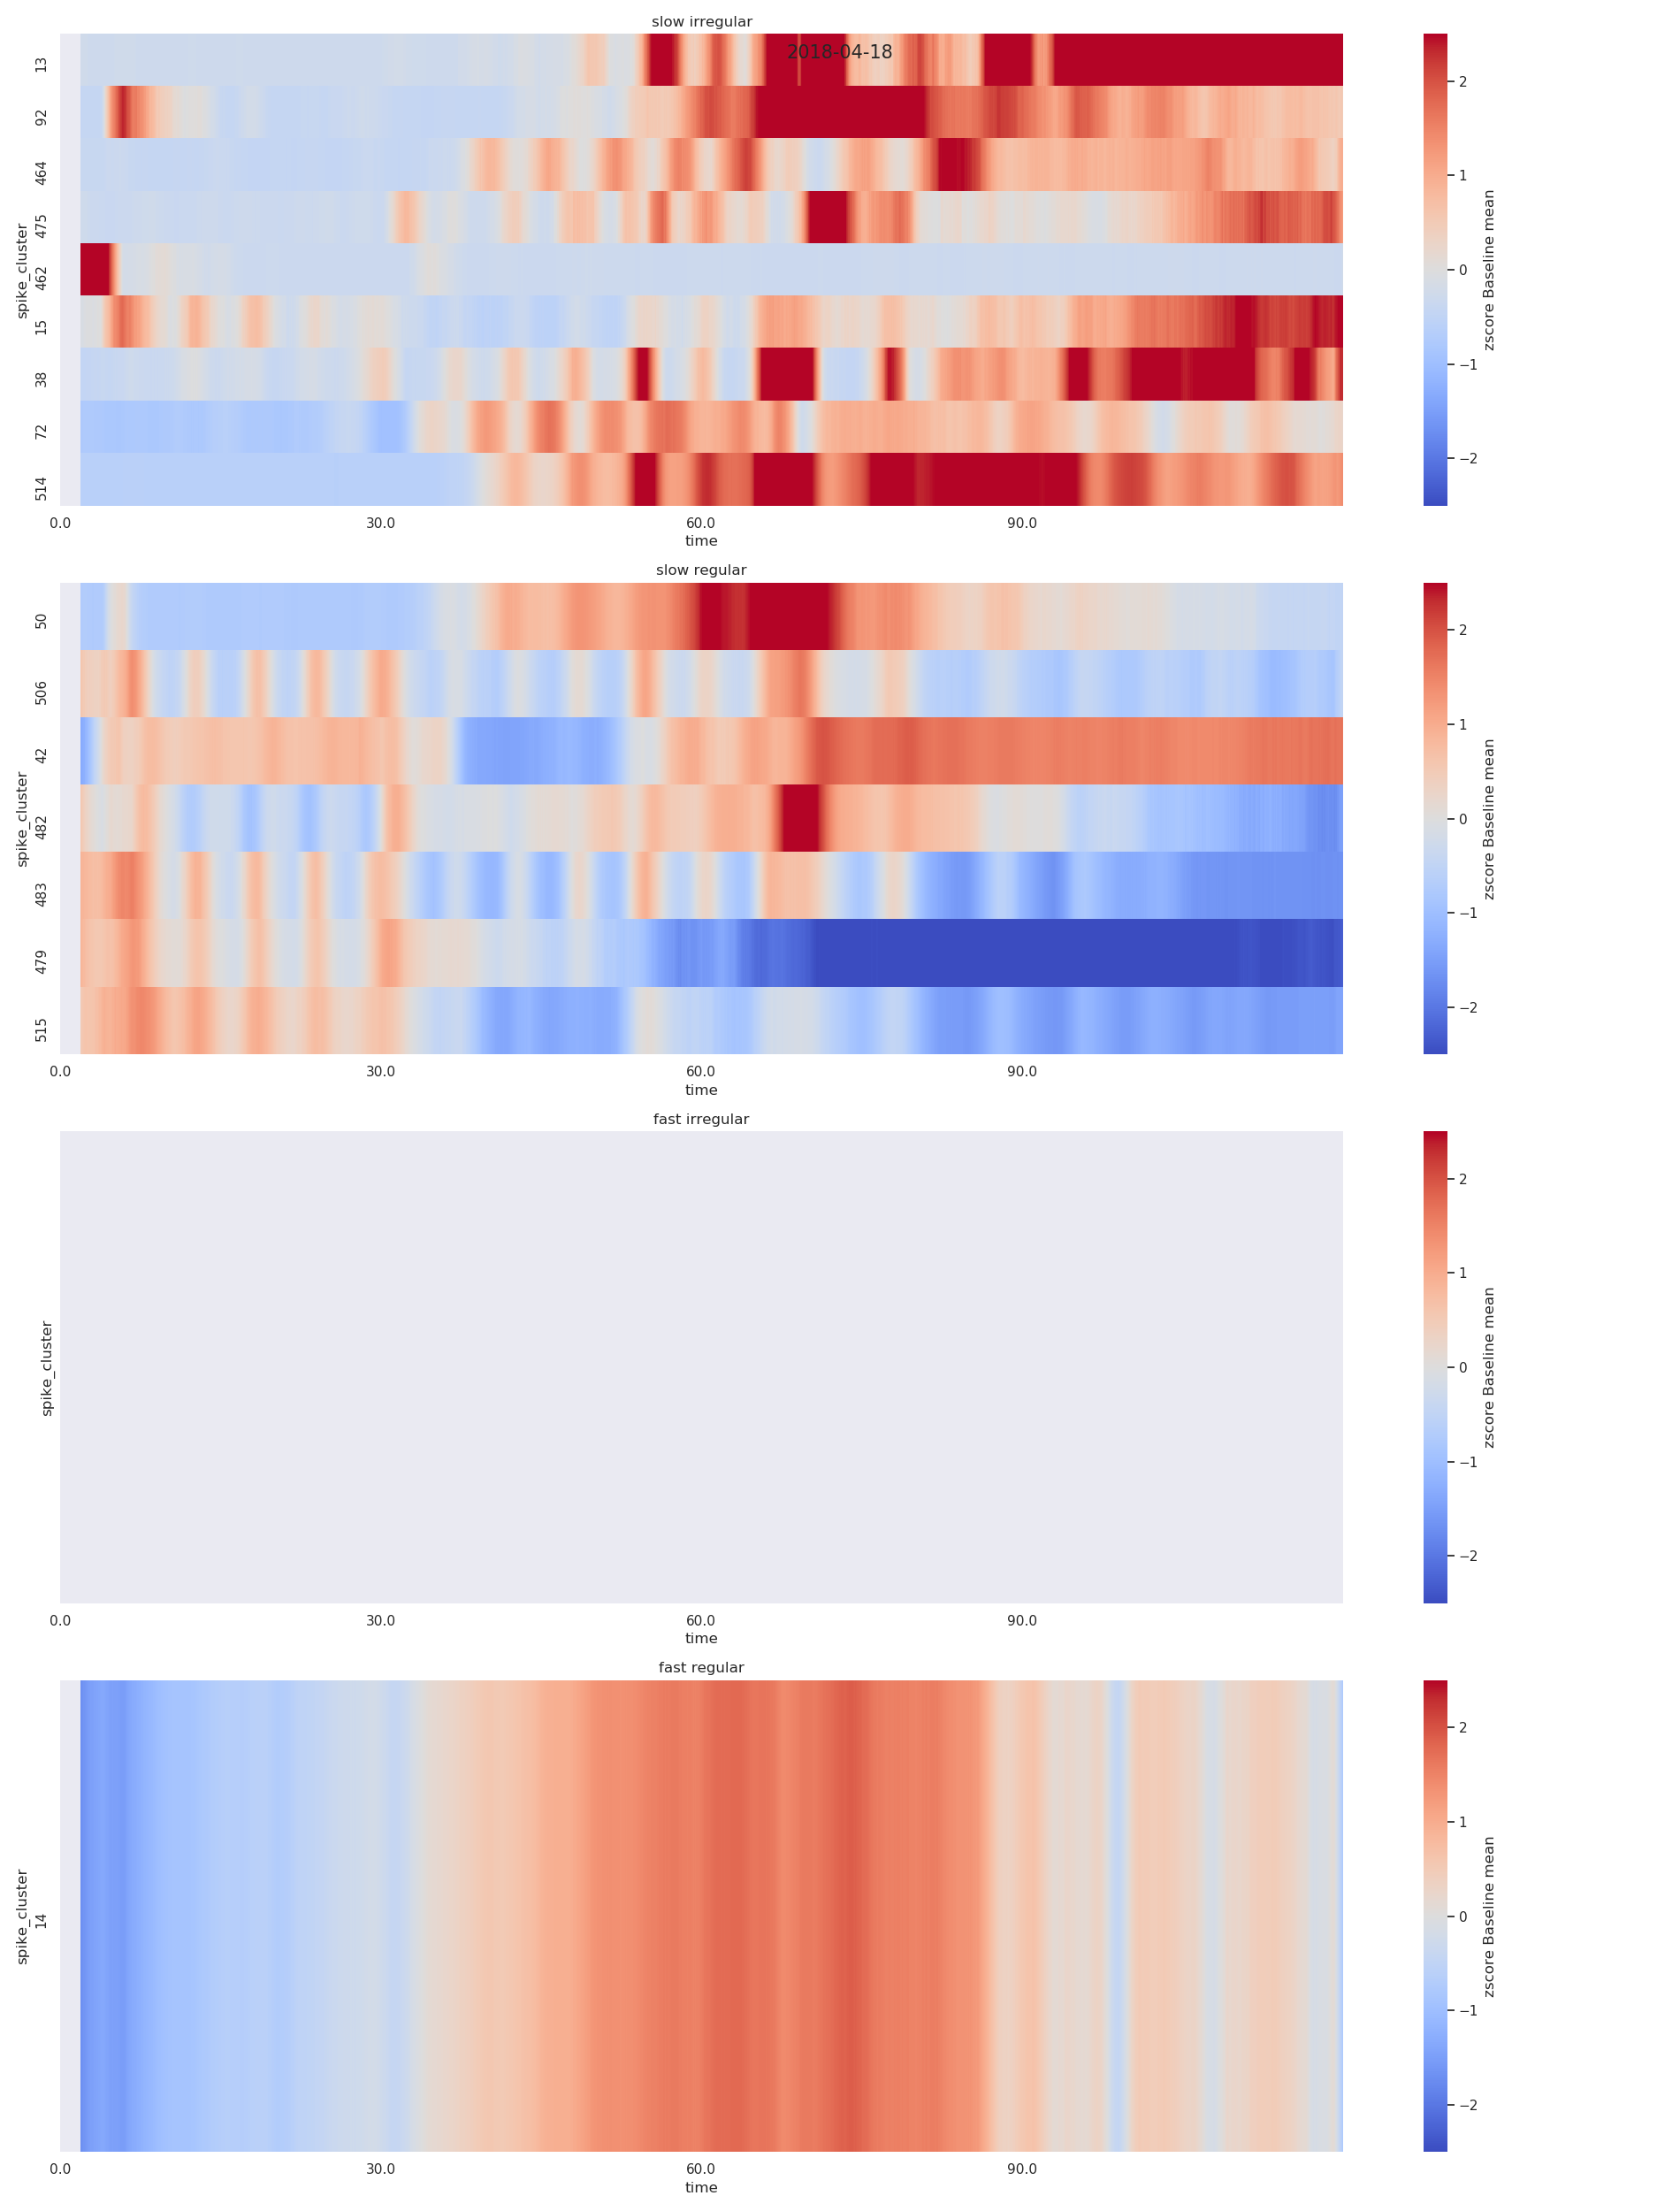 slow irregular
2018-04-18
13
92
464
475
462
15
38
72
514
spike_cluster
0.0 30.0 60.0 90.0
time
2
1
0
−1
−2
zscore Baseline mean
slow regular
50
506
42
482
483
479
515
spike_cluster
0.0 30.0 60.0 90.0
time
2
1
0
−1
−2
zscore Baseline mean
fast irregular
spike_cluster
0.0 30.0 60.0 90.0
time
2
1
0
−1
−2
zscore Baseline mean
fast regular
14
spike_cluster
0.0 30.0 60.0 90.0
time
2
1
0
−1
−2
zscore Baseline mean